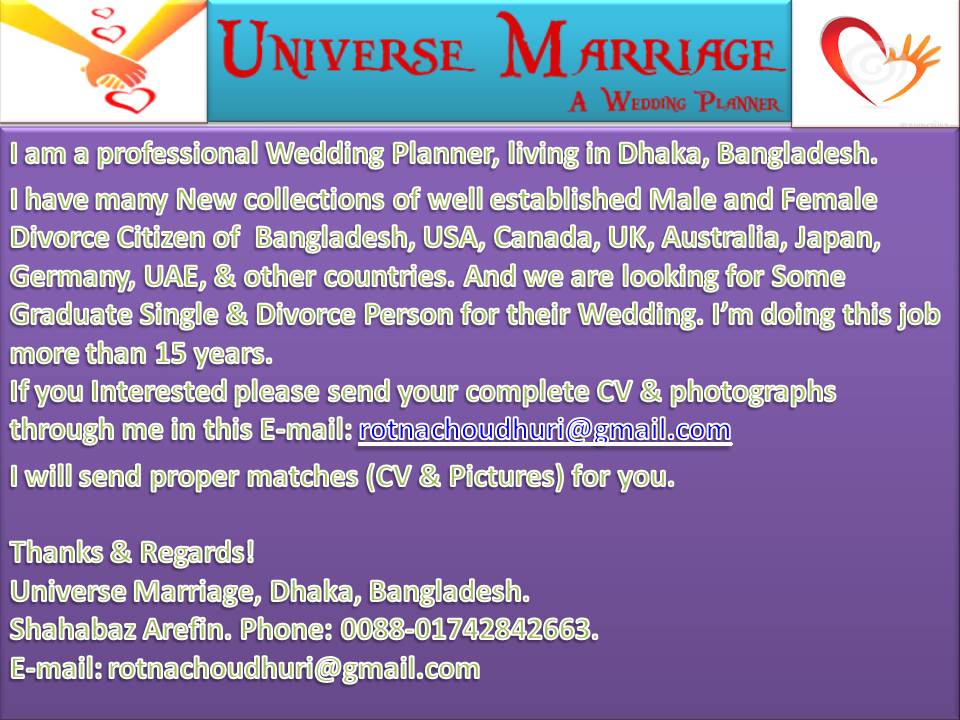 Universe Marriage
A Wedding Planner
I am a professional Wedding Planner, living in Dhaka, Bangladesh.
I have many New collections of well established Male and Female
Divorce Citizen of  Bangladesh, USA, Canada, UK, Australia, Japan,
Germany, UAE, & other countries. And we are looking for Some
Graduate Single & Divorce Person for their Wedding. I’m doing this job
more than 15 years.
If you Interested please send your complete CV & photographs
through me in this E-mail: rotnachoudhuri@gmail.com
I will send proper matches (CV & Pictures) for you.
Thanks & Regards!
Universe Marriage, Dhaka, Bangladesh.
Shahabaz Arefin. Phone: 0088-01742842663.
E-mail: rotnachoudhuri@gmail.com